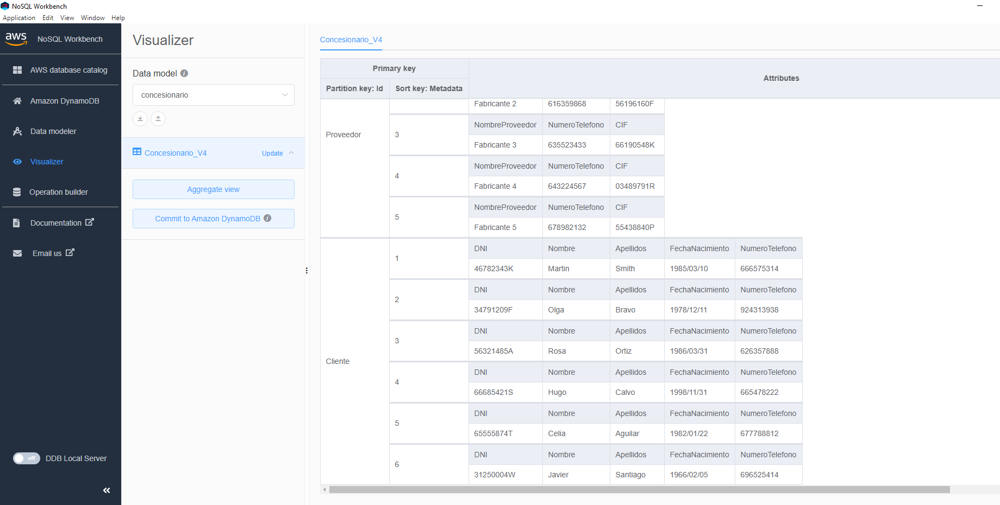 NoSQL Workbench
Application Edit View Window Help
aws NoSQL Workbench
AWS database catalog
Amazon DynamoDB
Data modeler
Visualizer
Operation builder
Documentation
Email us
off DDB Local Server
Visualizer
Data model
concesionario
Concesionario_V4 Update
Aggregate view
Commit to Amazon DynamoDB
Concesionario_V4
Primary key Attributes
Partition key: Id Sort key: Metadata
Fabricante 2 616359868 56196160F
Proveedor
3
NombreProveedor NumeroTelefono CIF
Fabricante 3 635523433 66190548K
4
NombreProveedor NumeroTelefono CIF
Fabricante 4 643224567 03489791R
5
NombreProveedor NumeroTelefono CIF
Fabricante 5 678982132 55438840P
Cliente
1
DNI Nombre Apellidos FechaNacimiento NumeroTelefono
46782343K Martin Smith 1985/03/10 666575314
2
DNI Nombre Apellidos FechaNacimiento NumeroTelefono
34791209F Olga Bravo 1978/12/11 924313938
3
DNI Nombre Apellidos FechaNacimiento NumeroTelefono
56321485A Rosa Ortiz 1986/03/31 626357888
4
DNI Nombre Apellidos FechaNacimiento NumeroTelefono
66685421S Hugo Calvo 1998/11/31 665478222
5
DNI Nombre Apellidos FechaNacimiento NumeroTelefono
65555874T Celia Aguilar 1982/01/22 677788812
6
DNI Nombre Apellidos FechaNacimiento NumeroTelefono
31250004W Javier Santiago 1966/02/05 696525414